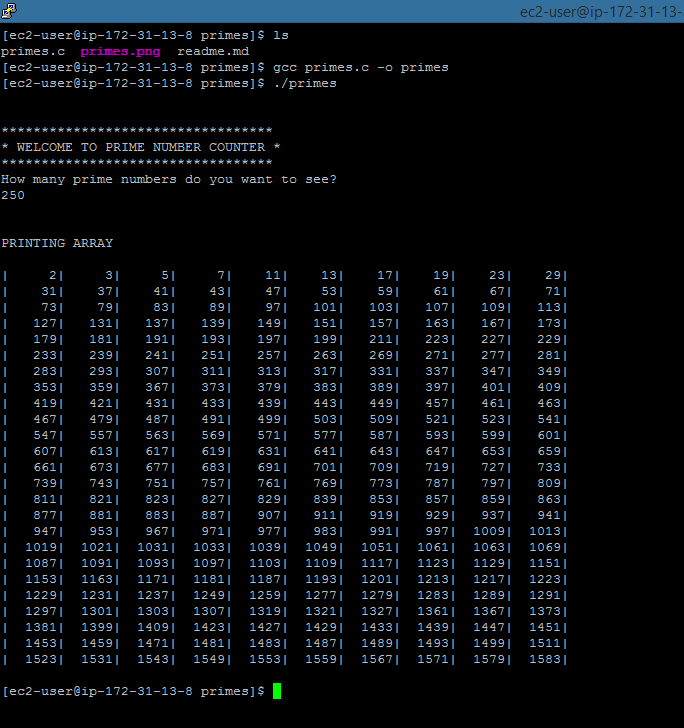 ec2-user@ip-172-31-13-
[ec2-user@ip-172-31-13-8 primes]$ ls
primes.c  primes.png  readme.md
[ec2-user@ip-172-31-13-8 primes]$ gcc primes.c -o primes
[ec2-user@ip-172-31-13-8 primes]$ ./primes
**********************************
* WELCOME TO PRIME NUMBER COUNTER *
**********************************
How many prime numbers do you want to see?
250
PRINTING ARRAY
|     2|     3|     5|     7|    11|    13|    17|    19|    23|    29|
|    31|    37|    41|    43|    47|    53|    59|    61|    67|    71|
|    73|    79|    83|    89|    97|   101|   103|   107|   109|   113|
|   127|   131|   137|   139|   149|   151|   157|   163|   167|   173|
|   179|   181|   191|   193|   197|   199|   211|   223|   227|   229|
|   233|   239|   241|   251|   257|   263|   269|   271|   277|   281|
|   283|   293|   307|   311|   313|   317|   331|   337|   347|   349|
|   353|   359|   367|   373|   379|   383|   389|   397|   401|   409|
|   419|   421|   431|   433|   439|   443|   449|   457|   461|   463|
|   467|   479|   487|   491|   499|   503|   509|   521|   523|   541|
|   547|   557|   563|   569|   571|   577|   587|   593|   599|   601|
|   607|   613|   617|   619|   631|   641|   643|   647|   653|   659|
|   661|   673|   677|   683|   691|   701|   709|   719|   727|   733|
|   739|   743|   751|   757|   761|   769|   773|   787|   797|   809|
|   811|   821|   823|   827|   829|   839|   853|   857|   859|   863|
|   877|   881|   883|   887|   907|   911|   919|   929|   937|   941|
|   947|   953|   967|   971|   977|   983|   991|   997|  1009|  1013|
|  1019|  1021|  1031|  1033|  1039|  1049|  1051|  1061|  1063|  1069|
|  1087|  1091|  1093|  1097|  1103|  1109|  1117|  1123|  1129|  1151|
|  1153|  1163|  1171|  1181|  1187|  1193|  1201|  1213|  1217|  1223|
|  1229|  1231|  1237|  1249|  1259|  1277|  1279|  1283|  1289|  1291|
|  1297|  1301|  1303|  1307|  1319|  1321|  1327|  1361|  1367|  1373|
|  1381|  1399|  1409|  1423|  1427|  1429|  1433|  1439|  1447|  1451|
|  1453|  1459|  1471|  1481|  1483|  1487|  1489|  1493|  1499|  1511|
|  1523|  1531|  1543|  1549|  1553|  1559|  1567|  1571|  1579|  1583|
[ec2-user@ip-172-31-13-8 primes]$